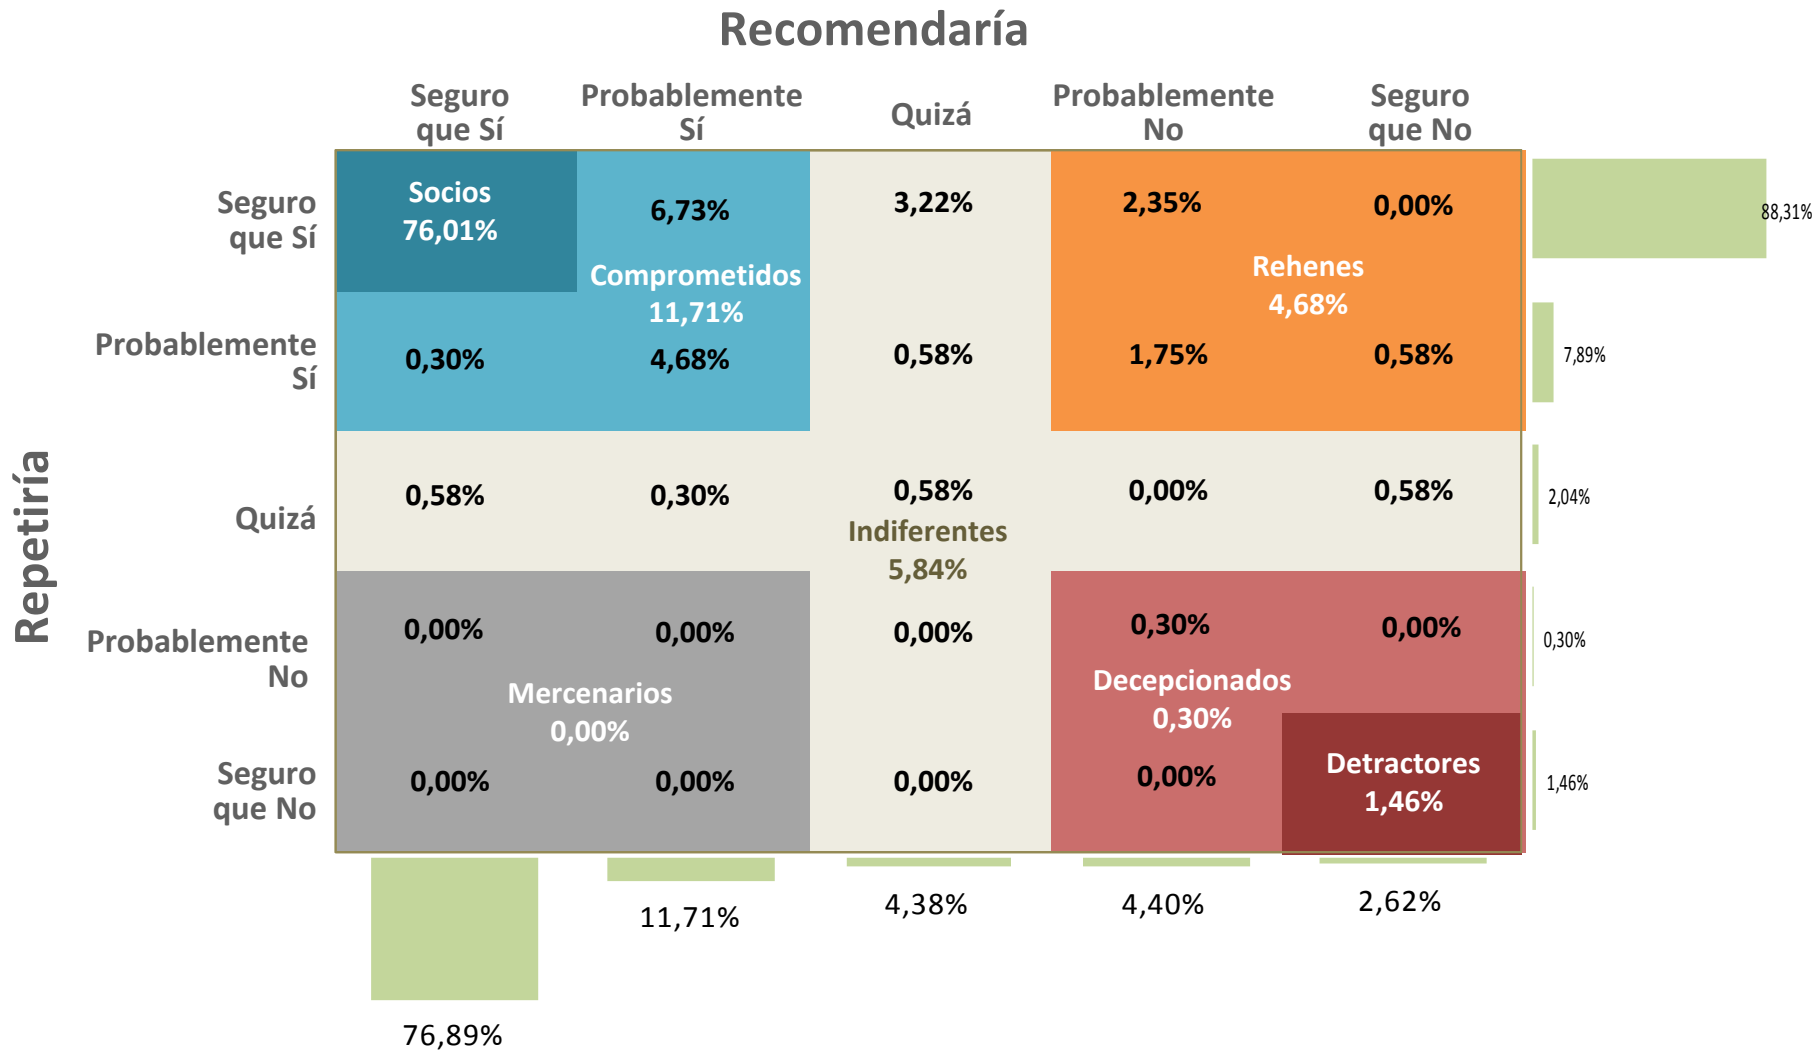 Recomendaría
Seguro
que Sí
Probablemente
Sí
Quizá
Probablemente
No
Seguro
que No
Seguro
que Sí
Socios
76,01%
6,73%
3,22%
2,35%
0,00%
88,31%
Comprometidos
11,71%
Rehenes
4,68%
Probablemente
Sí
0,30%
4,68%
0,58%
1,75%
0,58%
7,89%
Repetiría
Quizá
0,58%
0,30%
0,58%
0,00%
0,58%
2,04%
Indiferentes
5,84%
Probablemente
No
0,00%
0,00%
0,00%
0,30%
0,00%
0,30%
Mercenarios
0,00%
Decepcionados
0,30%
Seguro
que No
0,00%
0,00%
0,00%
0,00%
Detractores
1,46%
1,46%
76,89%
11,71%
4,38%
4,40%
2,62%